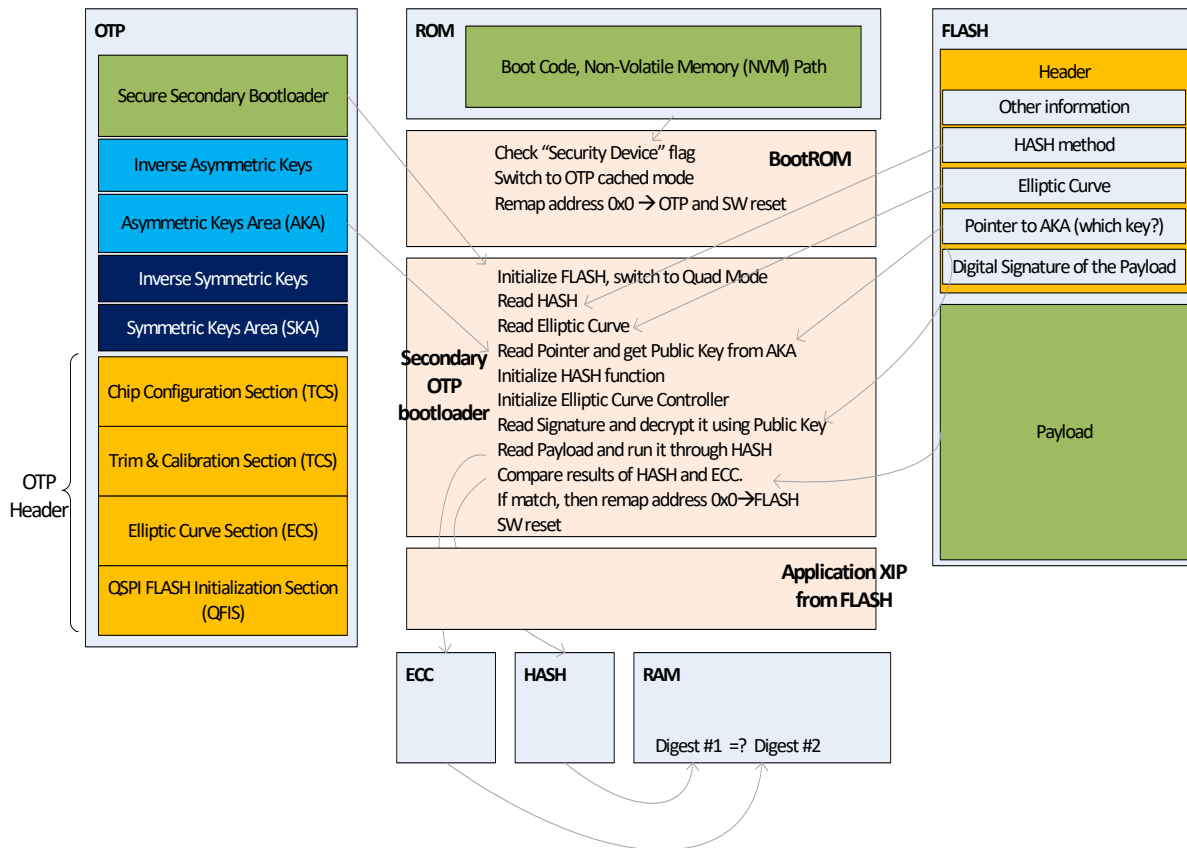 OTP
Secure Secondary Bootloader
Inverse Asymmetric Keys
Asymmetric Keys Area (AKA)
Inverse Symmetric Keys
Symmetric Keys Area (SKA)
OTP
Header
Chip Configuration Section (TCS)
Trim & Calibration Section (TCS)
Elliptic Curve Section (ECS)
QSPI FLASH Initialization Section
(QFIS)
ROM
Boot Code, Non-Volatile Memory (NVM) Path
Check “Security Device” flag
Switch to OTP cached mode
Remap address 0x0 → OTP and SW reset
BootROM
Secondary
OTP
bootloader
Initialize FLASH, switch to Quad Mode
Read HASH
Read Elliptic Curve
Read Pointer and get Public Key from AKA
Initialize HASH function
Initialize Elliptic Curve Controller
Read Signature and decrypt it using Public Key
Read Payload and run it through HASH
Compare results of HASH and ECC.
If match, then remap address 0x0→FLASH
SW reset
Application XIP
from FLASH
ECC
HASH
RAM
Digest #1 =? Digest #2
FLASH
Header
Other information
HASH method
Elliptic Curve
Pointer to AKA (which key?)
Digital Signature of the Payload
Payload